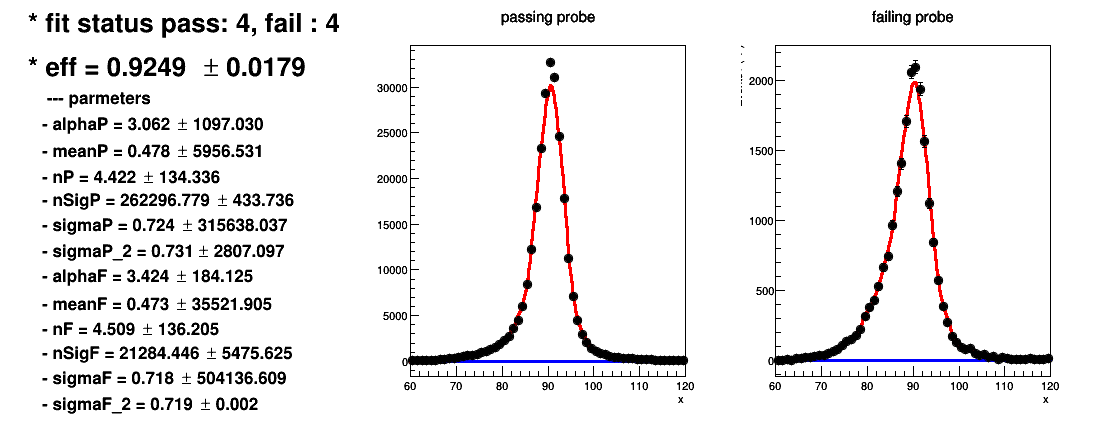 * fit status pass: 4, fail : 4
* eff = 0.9249 ± 0.0179
--- parmeters
- alphaP = 3.062 ± 1097.030
- meanP = 0.478 ± 5956.531
- nP = 4.422 ± 134.336
- nSigP = 262296.779 ± 433.736
- sigmaP = 0.724 ± 315638.037
- sigmaP_2 = 0.731 ± 2807.097
- alphaF = 3.424 ± 184.125
- meanF = 0.473 ± 35521.905
- nF = 4.509 ± 136.205
- nSigF = 21284.446 ± 5475.625
- sigmaF = 0.718 ± 504136.609
- sigmaF_2 = 0.719 ± 0.002
passing probe
30000
25000
20000
15000
10000
5000
0
60 70 80 90 100 110 120
x
failing probe
2000
1500
1000
500
0
60 70 80 90 100 110 120
x